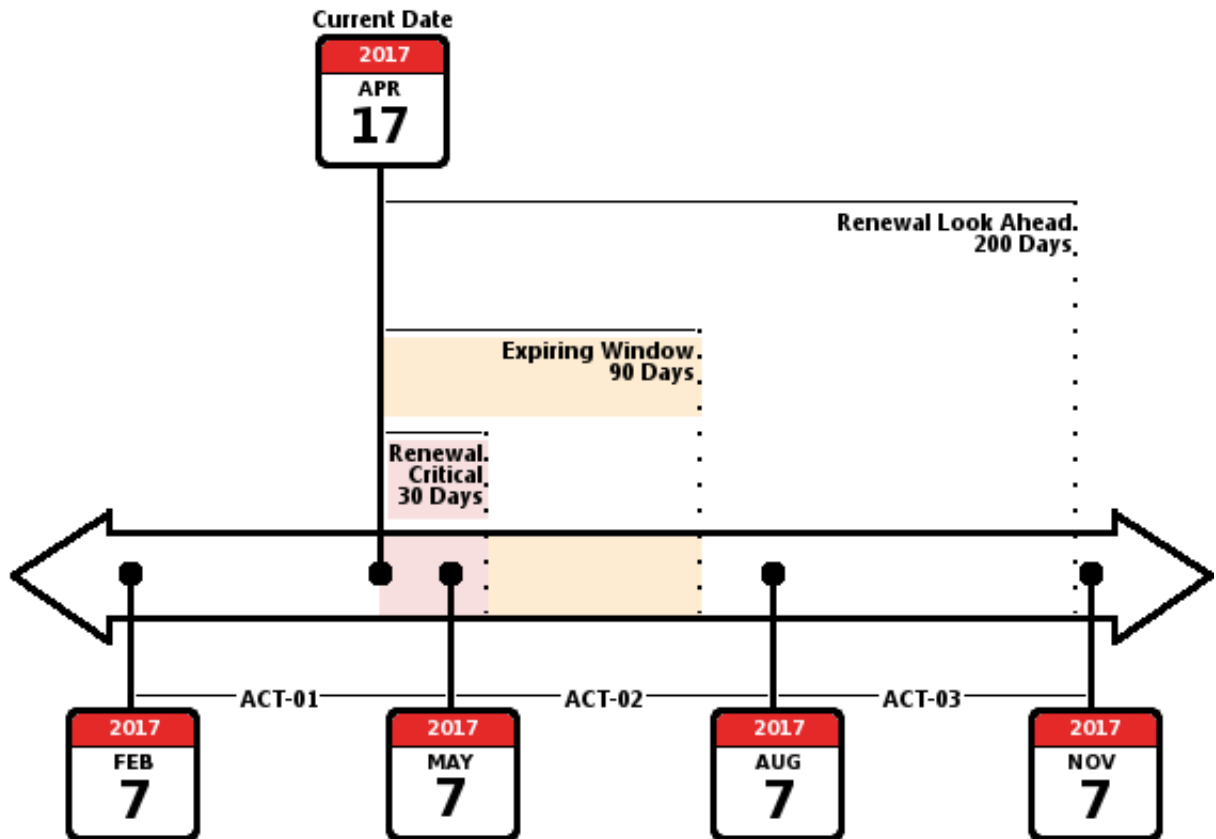 Current Date
2017
APR
17
Renewal Look Ahead
200 Days
Expiring Window
90 Days
Renewal
Critical
30 Days
ACT-01
ACT-02
ACT-03
2017
FEB
7
2017
MAY
7
2017
AUG
7
2017
NOV
7